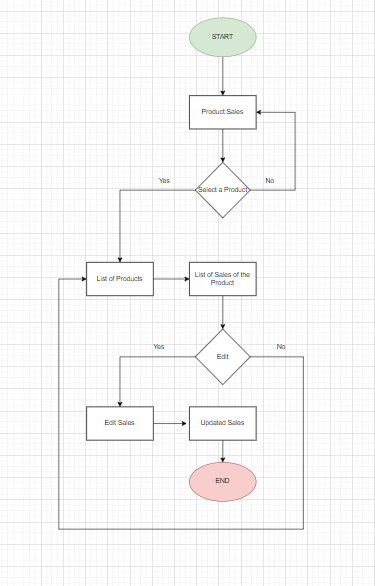 START
Product Sales
Yes
No
Select a Product
List of Products
List of Sales of the
Product
Yes
No
Edit
Edit Sales
Updated Sales
END